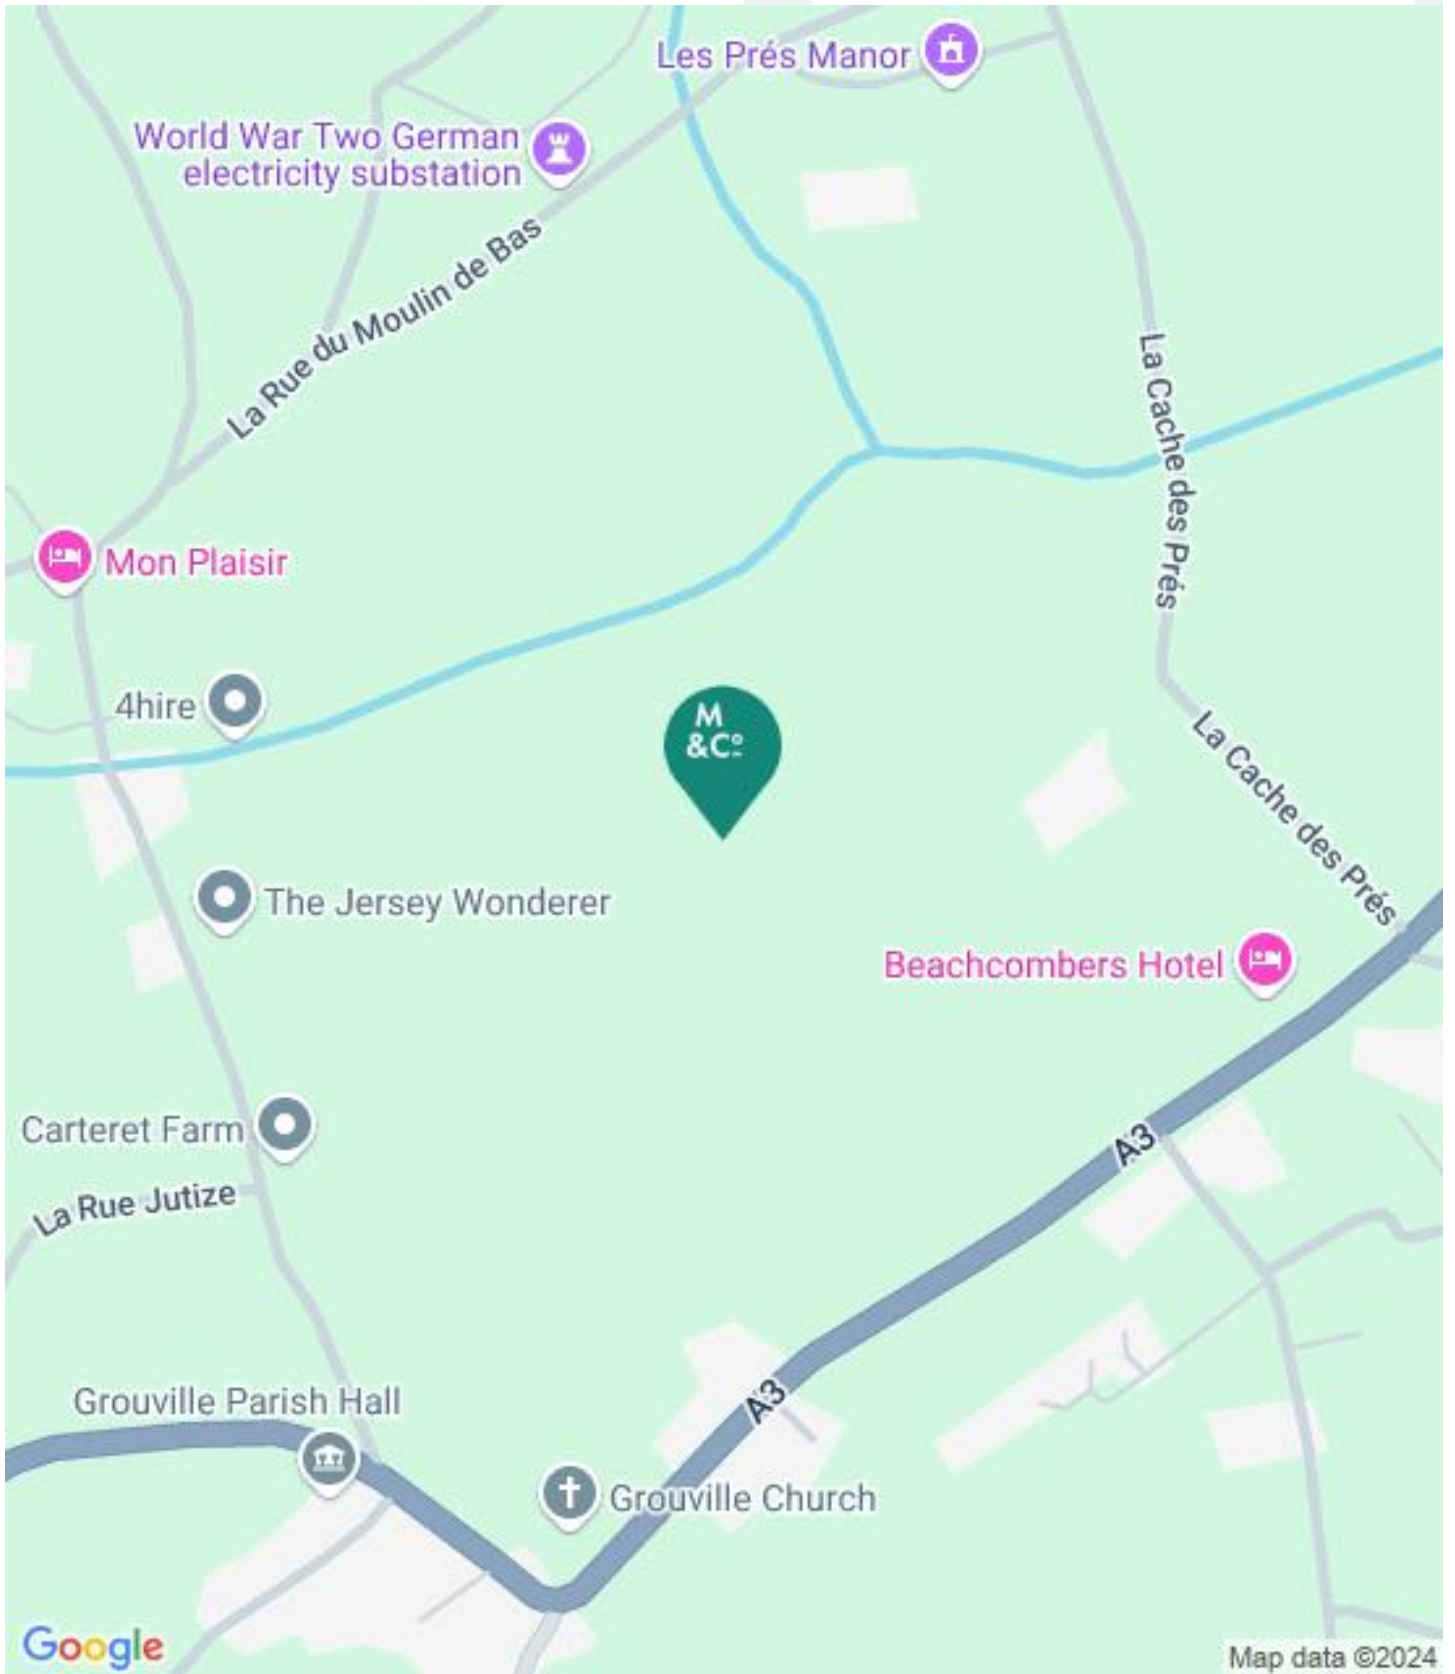 Les Prés Manor
World War Two German
electricity substation
La Rue du Moulin de Bas
La Cache des Prés
Mon Plaisir
4hire
M
&Cº
La Cache des Prés
The Jersey Wonderer
Beachcombers Hotel
Carteret Farm
A3
La Rue Jutize
Grouville Parish Hall
A3
Grouville Church
Google
Map data ©2024